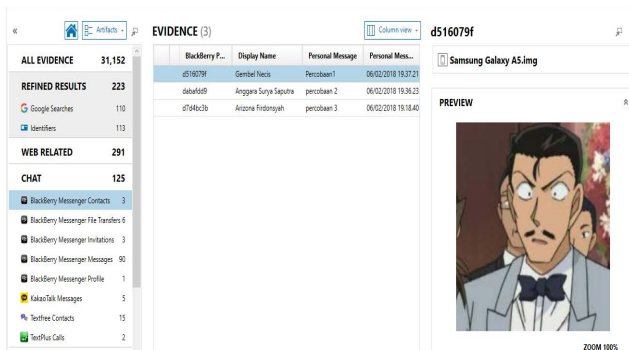 «
Artifacts
ALL EVIDENCE 31,152
REFINED RESULTS 223
Google Searches 110
Identifiers 113
WEB RELATED 291
CHAT 125
BlackBerry Messenger Contacts 3
BlackBerry Messenger File Transfers 6
BlackBerry Messenger Invitations 3
BlackBerry Messenger Messages 90
BlackBerry Messenger Profile 1
KakaoTalk Messages 5
Textfree Contacts 15
TextPlus Calls 2
EVIDENCE (3)
Column view
BlackBerry P... Display Name Personal Message Personal Mess...
d516079f Gembel Necis Percobaan1 06/02/2018 19.37.21
dabafdd9 Anggara Surya Saputra percobaan 2 06/02/2018 19.36.23
d7d4bc3b Arizona Firdonsyah percobaan 3 06/02/2018 19.18.40
d516079f
Samsung Galaxy A5.img
PREVIEW
ZOOM 100%